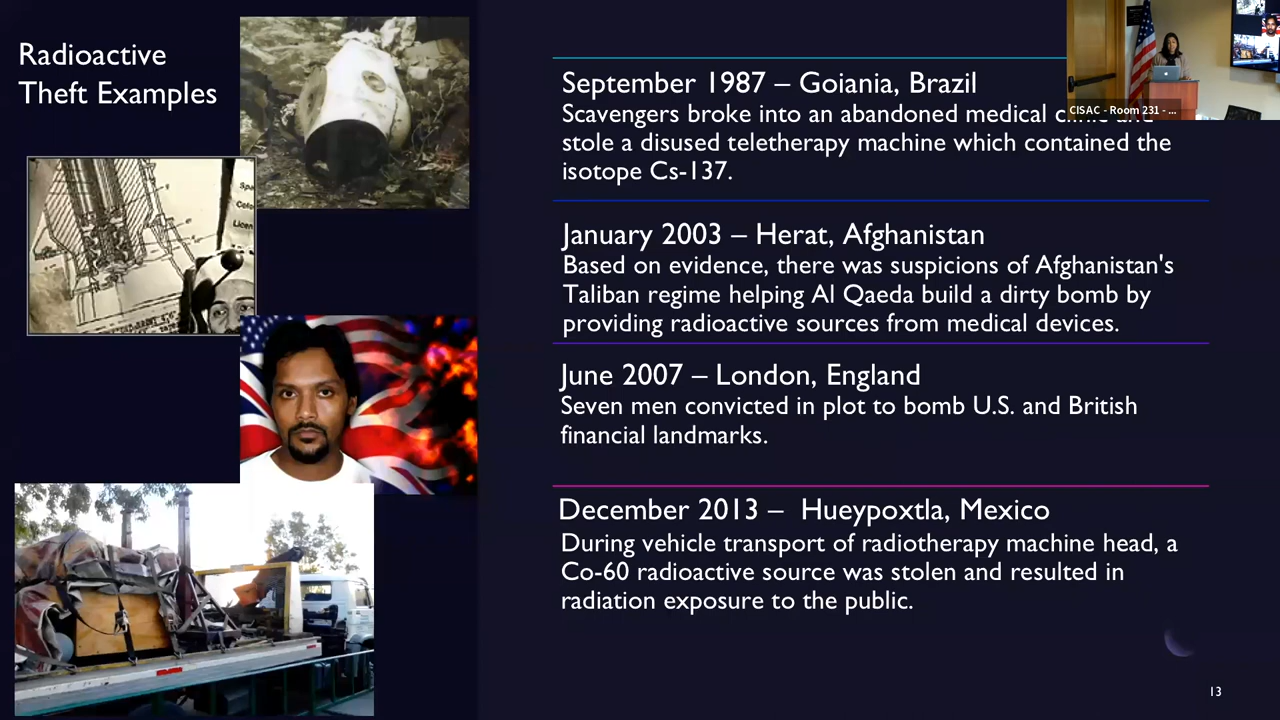 Radioactive
Theft Examples
September 1987 – Goiania, Brazil
Scavengers broke into an abandoned medical
stole a disused teletherapy machine which contained the
isotope Cs-137.
January 2003 – Herat, Afghanistan
Based on evidence, there was suspicions of Afghanistan's
Taliban regime helping Al Qaeda build a dirty bomb by
providing radioactive sources from medical devices.
June 2007 – London, England
Seven men convicted in plot to bomb U.S. and British
financial landmarks.
December 2013 – Hueypoxtla, Mexico
During vehicle transport of radiotherapy machine head, a
Co-60 radioactive source was stolen and resulted in
radiation exposure to the public.
CISAC - Room 231 - ...
13